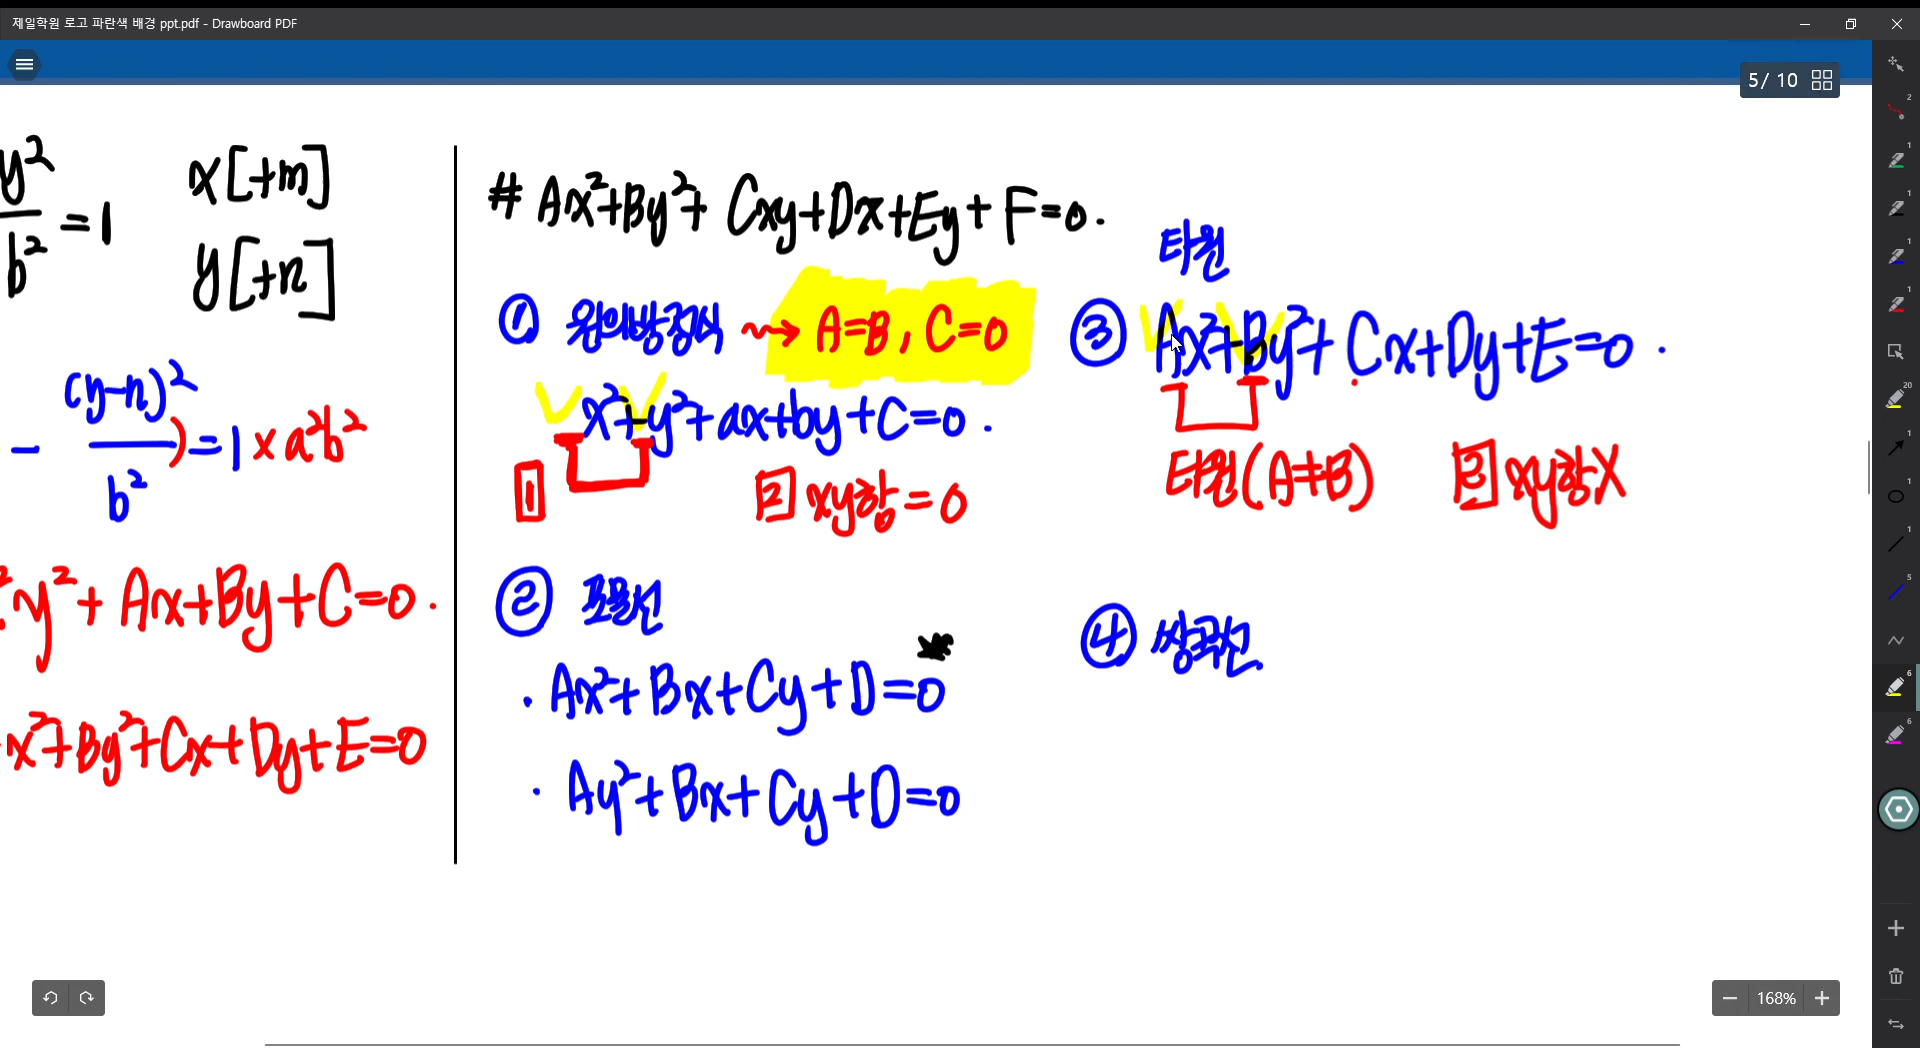 제일학원 로고 파란색 배경 ppt.pdf - Drawboard PDF
5/ 10
y²/b² = 1
x[+m]
y[+n]
- (y-n)²/b² ) = 1 × a²b²
²y² + Ax+By+C=0.
x²+By²+Cx+Dy+E=0
# Ax²+By²+ Cxy+Dx+Ey+F=0.
① 원의방정식 → A=B, C=0
x²+y²+ax+by+C=0.
1
2 xy항=0
② 포물선
· Ax²+Bx+Cy+D=0
· Ay²+Bx+Cy+D=0
타원
③ Ax²+By²+Cx+Dy+E=0.
타원(A≠B)
2 xy항X
④ 쌍곡선.
168%